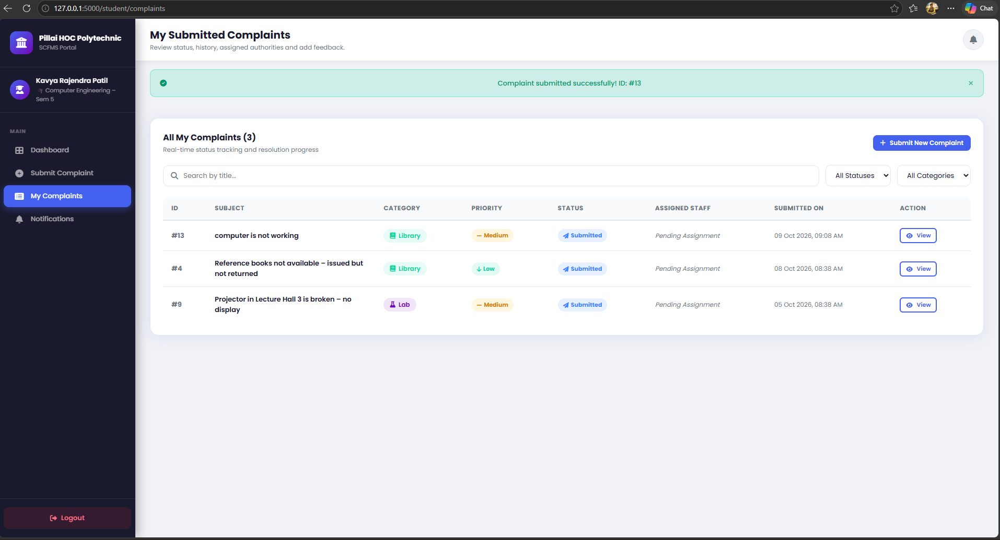 127.0.0.1:5000/student/complaints
Chat
Pillai HOC Polytechnic
SCFMS Portal
Kavya Rajendra Patil
Computer Engineering –
Sem 5
MAIN
Dashboard
Submit Complaint
My Complaints
Notifications
Logout
My Submitted Complaints
Review status, history, assigned authorities and add feedback.
Complaint submitted successfully! ID: #13
All My Complaints (3)
Real-time status tracking and resolution progress
Submit New Complaint
Search by title...
All Statuses
All Categories
ID SUBJECT CATEGORY PRIORITY STATUS ASSIGNED STAFF SUBMITTED ON ACTION
#13 computer is not working Library Medium Submitted Pending Assignment 09 Oct 2026, 09:08 AM View
#4 Reference books not available – issued but
not returned Library Low Submitted Pending Assignment 08 Oct 2026, 08:38 AM View
#9 Projector in Lecture Hall 3 is broken – no
display Lab Medium Submitted Pending Assignment 05 Oct 2026, 08:38 AM View